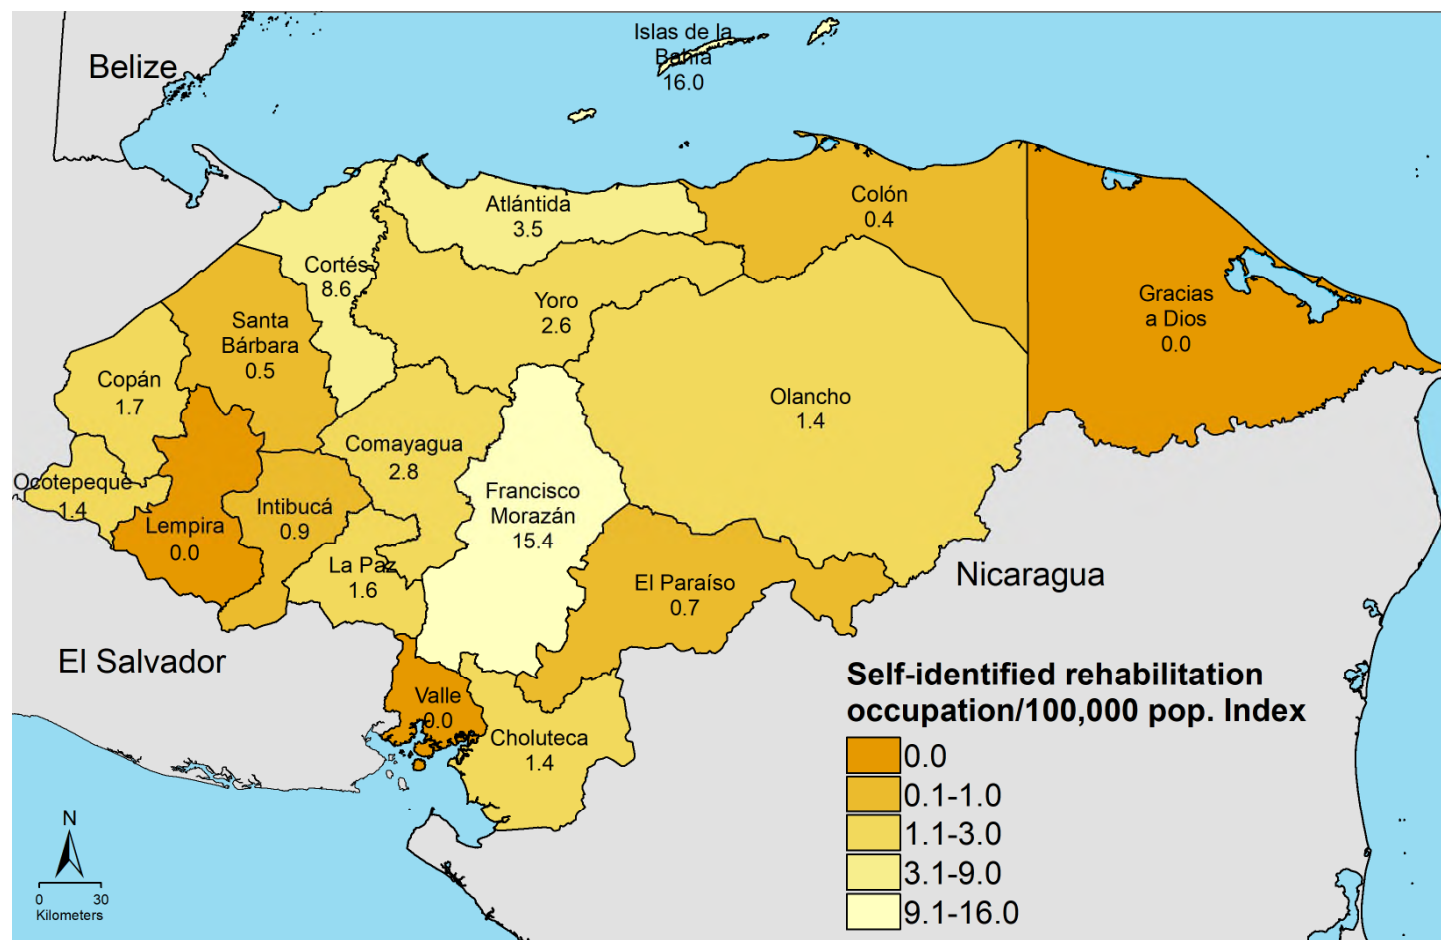 Belize
Islas de la
Bahía
16.0
Atlántida
3.5
Colón
0.4
Cortés
8.6
Yoro
2.6
Gracias
a Dios
0.0
Santa
Bárbara
0.5
Copán
1.7
Olancho
1.4
Comayagua
2.8
Ocotepeque
1.4
Francisco
Morazán
15.4
Intibucá
0.9
Lempira
0.0
La Paz
1.6
El Paraíso
0.7
Nicaragua
El Salvador
Valle
0.0
Choluteca
1.4
Self-identified rehabilitation
occupation/100,000 pop. Index
0.0
0.1-1.0
1.1-3.0
3.1-9.0
9.1-16.0
N
0 30
Kilometers